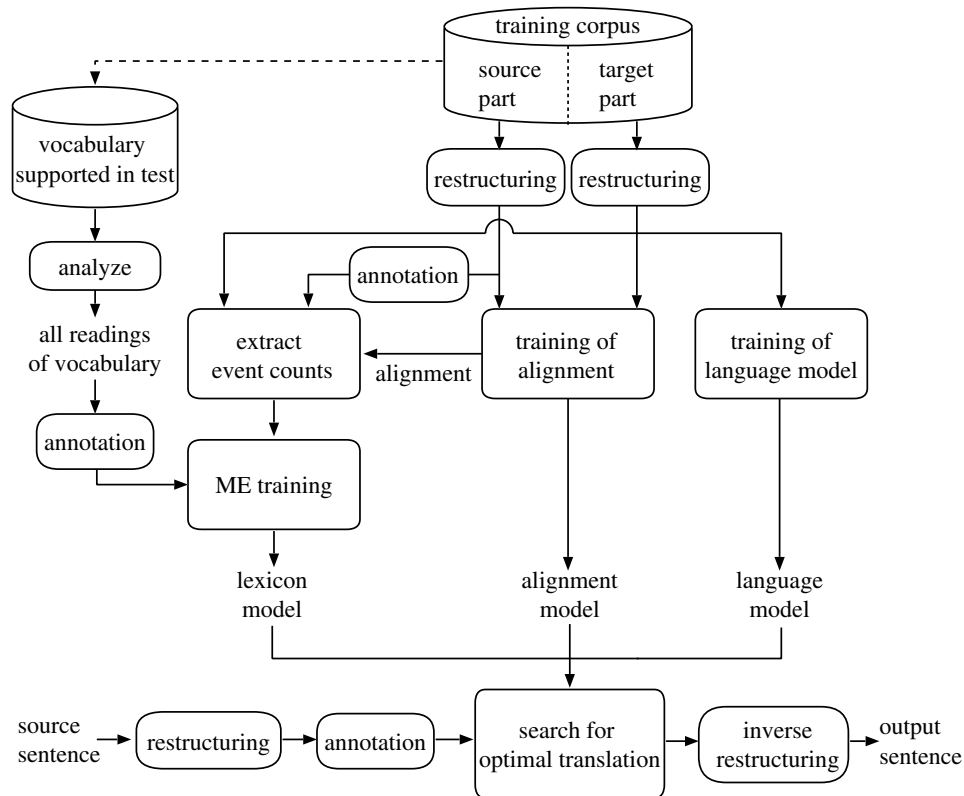 training corpus
source
part
target
part
vocabulary
supported in test
restructuring
restructuring
analyze
annotation
all readings
of vocabulary
extract
event counts
alignment
training of
alignment
training of
language model
annotation
ME training
lexicon
model
alignment
model
language
model
source
sentence
restructuring
annotation
search for
optimal translation
inverse
restructuring
output
sentence